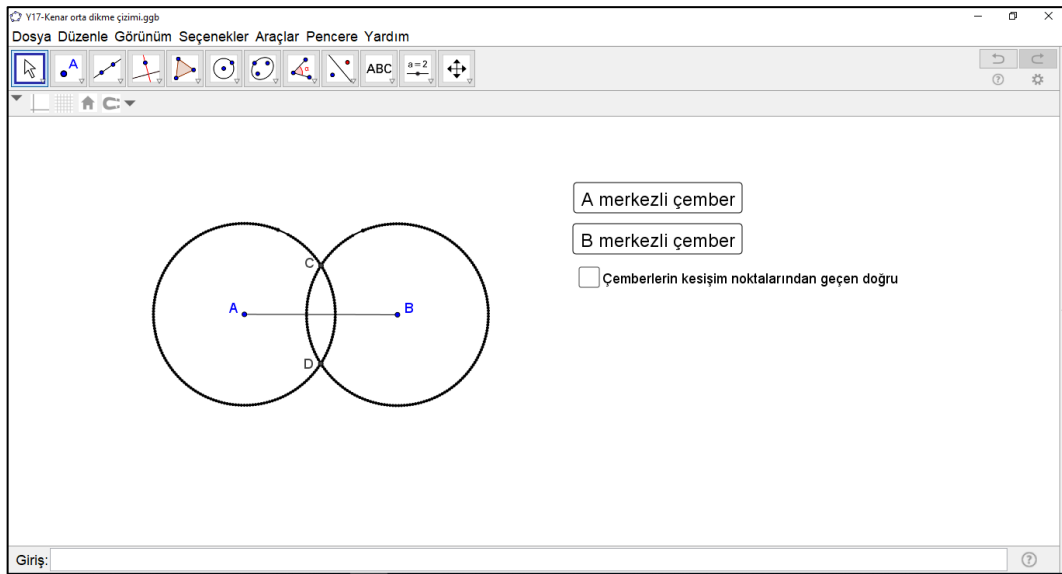 Y17-Kenar orta dikme çizimi.ggb
Dosya Düzenle Görünüm Seçenekler Araçlar Pencere Yardım
A
α
ABC
a=2
A merkezli çember
B merkezli çember
Çemberlerin kesişim noktalarından geçen doğru
C
A
B
D
Giriş: